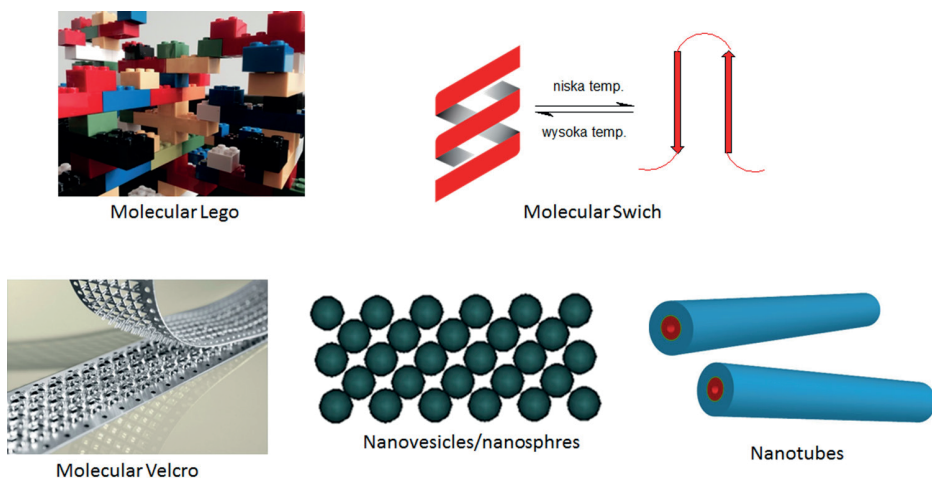 niska temp.
wysoka temp.
Molecular Lego
Molecular Swich
Molecular Velcro
Nanovesicles/nanosphres
Nanotubes